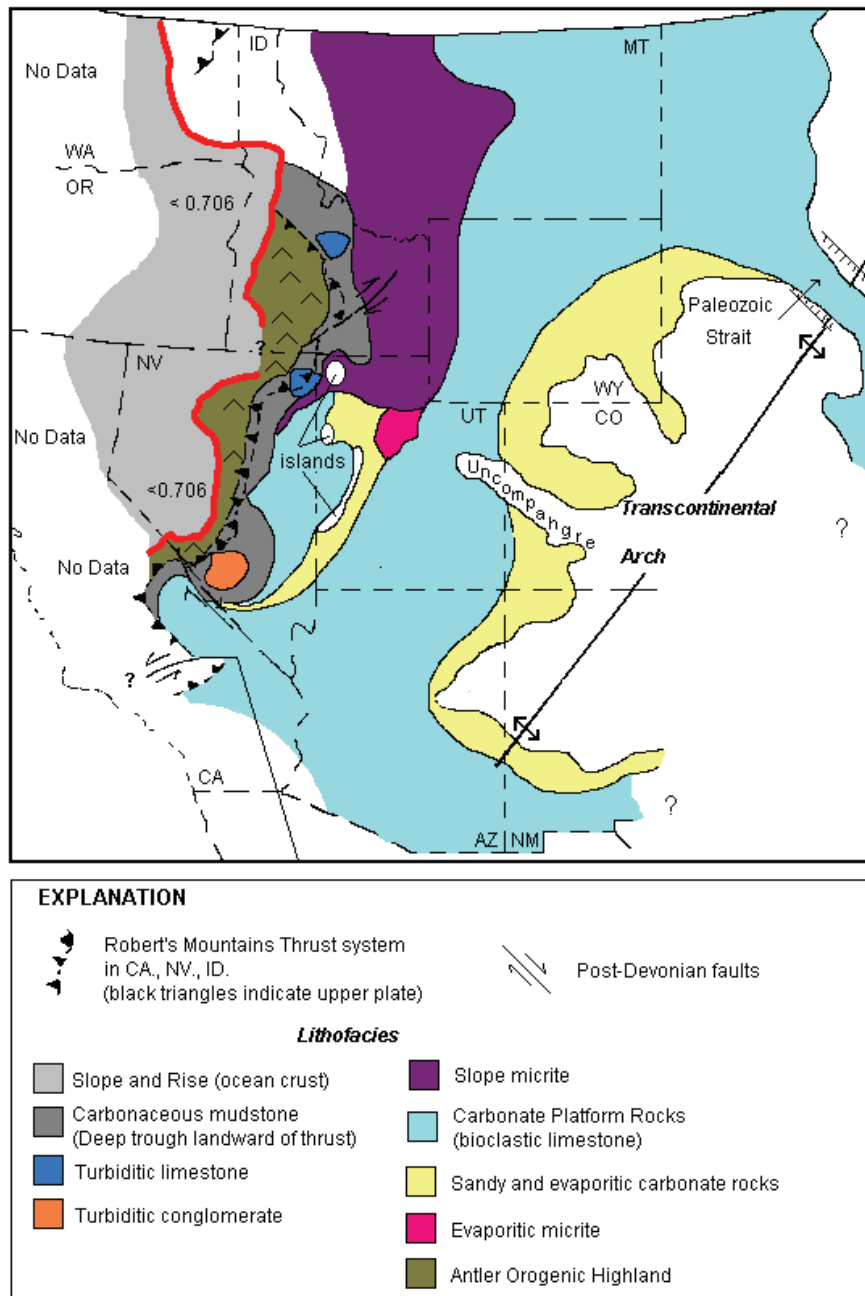 No Data
ID
MT
WA
OR
< 0.706
Paleozoic
Strait
?
NV
WY
CO
UT
No Data
islands
Uncompangre
<0.706
Transcontinental
?
Arch
No Data
?
CA
?
AZ
NM
EXPLANATION
Robert's Mountains Thrust system
in CA., NV., ID.
(black triangles indicate upper plate)
Post-Devonian faults
Lithofacies
Slope and Rise (ocean crust)
Carbonaceous mudstone
(Deep trough landward of thrust)
Turbiditic limestone
Turbiditic conglomerate
Slope micrite
Carbonate Platform Rocks
(bioclastic limestone)
Sandy and evaporitic carbonate rocks
Evaporitic micrite
Antler Orogenic Highland